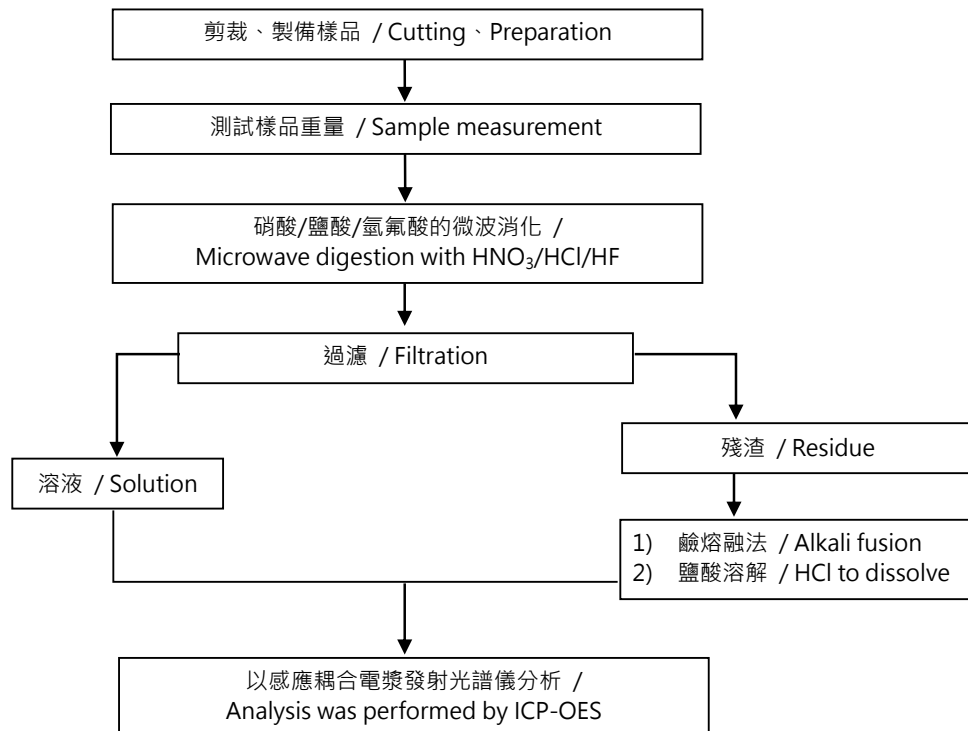 剪裁、製備樣品 / Cutting、Preparation
測試樣品重量 / Sample measurement
硝酸/鹽酸/氫氟酸的微波消化 /
Microwave digestion with HNO₃/HCl/HF
過濾 / Filtration
殘渣 / Residue
溶液 / Solution
1) 鹼熔融法 / Alkali fusion
2) 鹽酸溶解 / HCl to dissolve
以感應耦合電漿發射光譜儀分析 /
Analysis was performed by ICP-OES